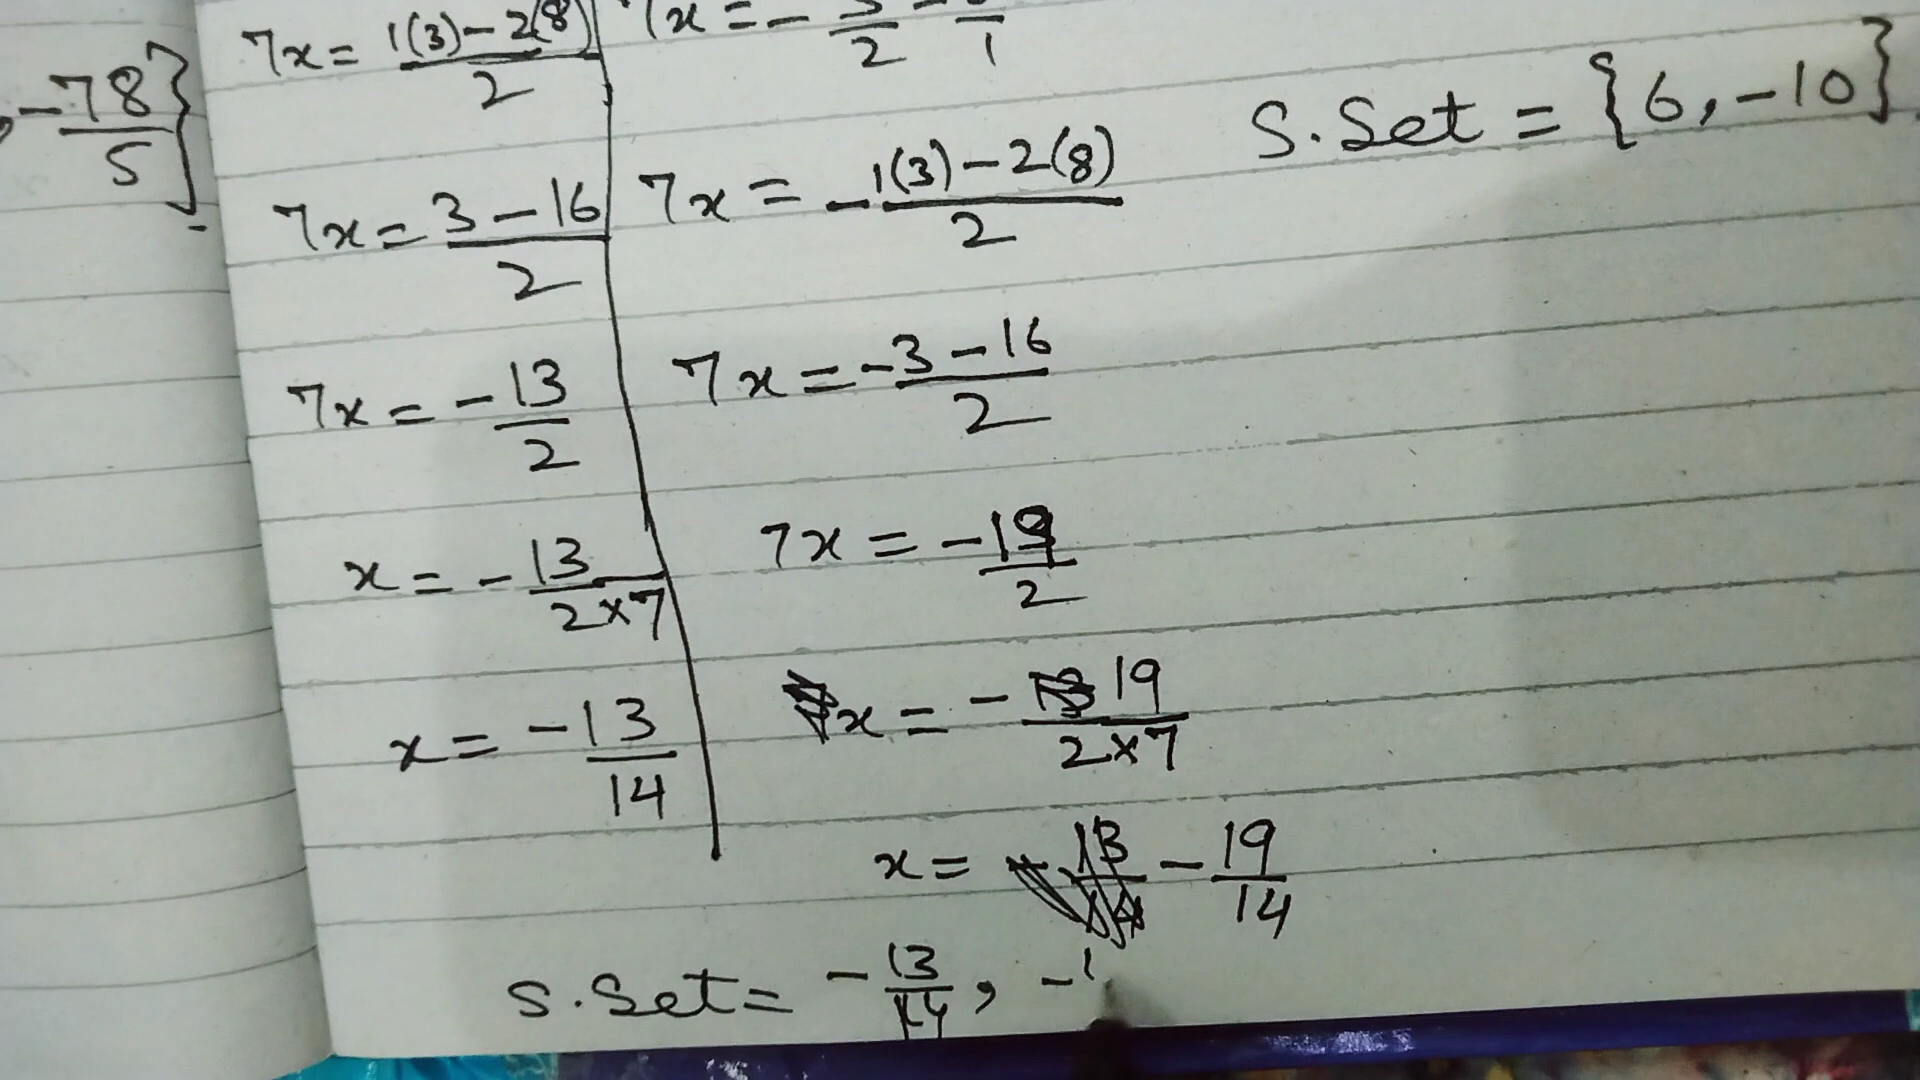 -78/5}
7x = 1(3)-2(8)/2
7x = 3-16/2
7x = -13/2
x = -13/2×7
x = -13/14
7x = -1(3)-2(8)/2
7x = -3-16/2
7x = -19/2
x = -19/2×7
x = -19/14
S.Set = {6, -10}
S.Set = -13/14, -1